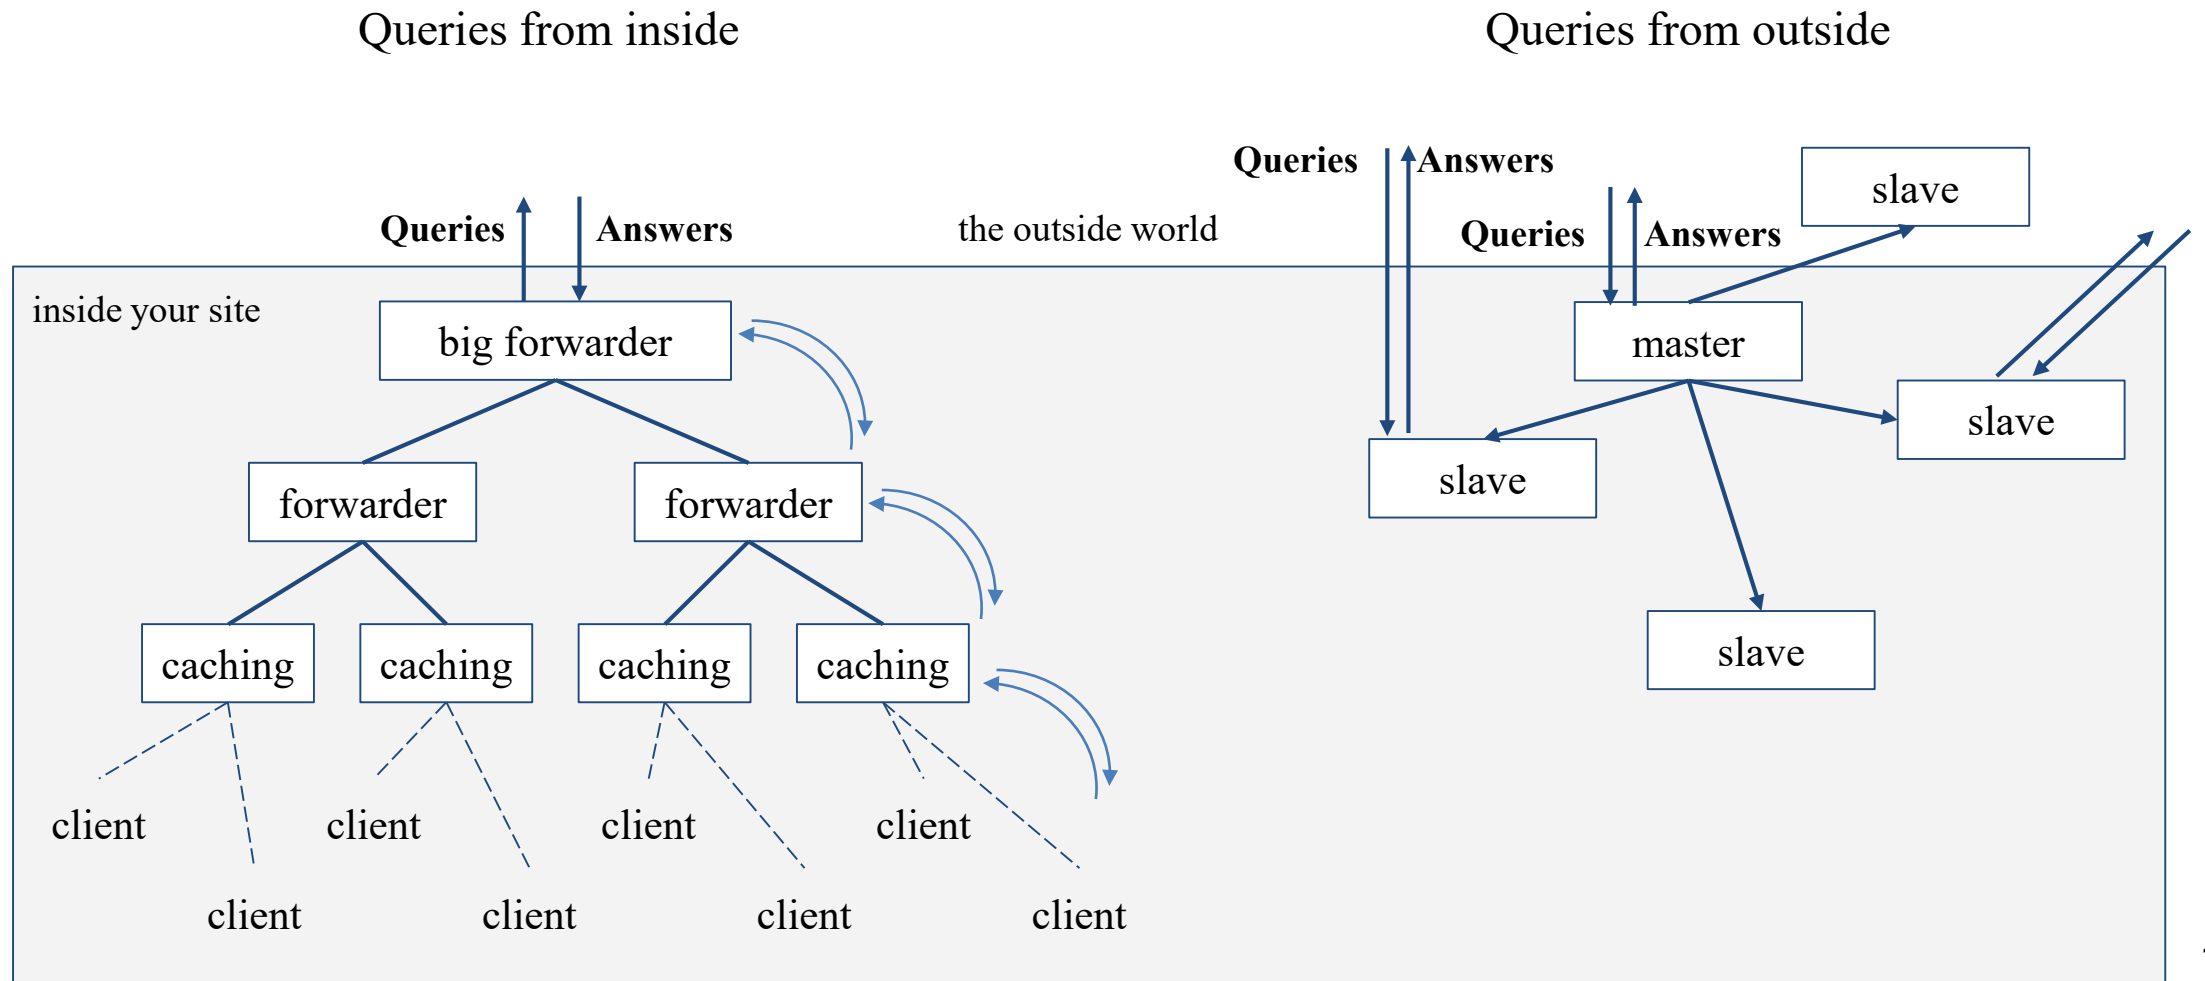 Queries from inside
Queries from outside
Queries Answers
slave
Queries Answers
the outside world
Queries Answers
inside your site
big forwarder
master
slave
slave
forwarder forwarder
caching caching caching caching
slave
client client client client
client client client client